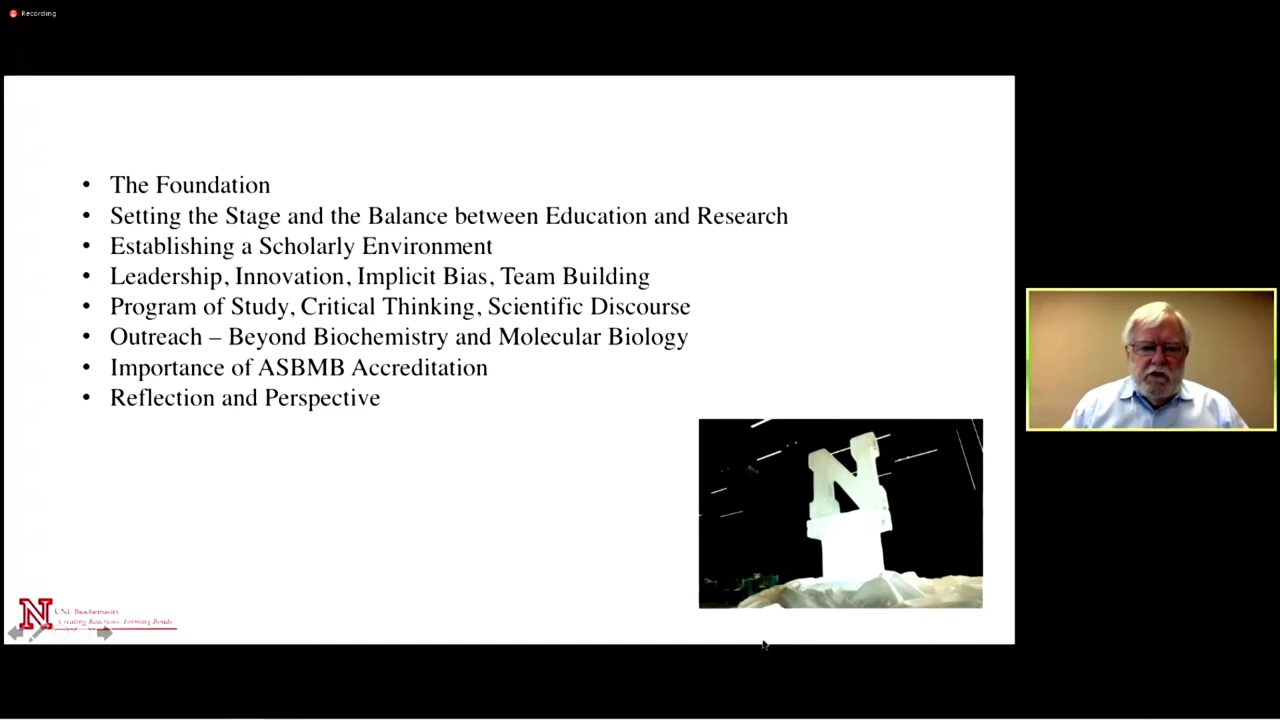 Recording
• The Foundation
• Setting the Stage and the Balance between Education and Research
• Establishing a Scholarly Environment
• Leadership, Innovation, Implicit Bias, Team Building
• Program of Study, Critical Thinking, Scientific Discourse
• Outreach – Beyond Biochemistry and Molecular Biology
• Importance of ASBMB Accreditation
• Reflection and Perspective
N
N UNL Biochemistry
Creating Reactions, Forming Bonds